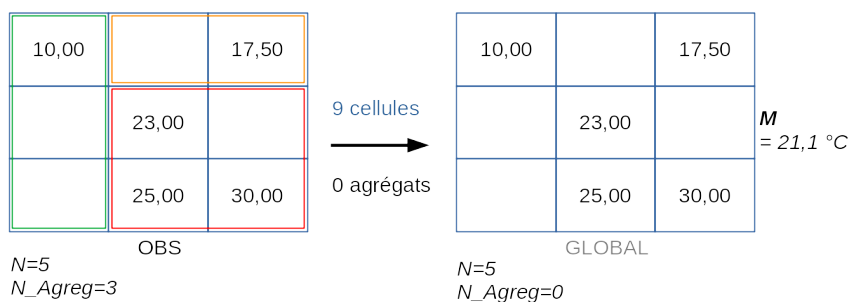 10,00 17,50
23,00
25,00 30,00
OBS
N=5
N_Agreg=3
9 cellules
0 agrégats
10,00 17,50
23,00
25,00 30,00
GLOBAL
N=5
N_Agreg=0
M
= 21,1 °C